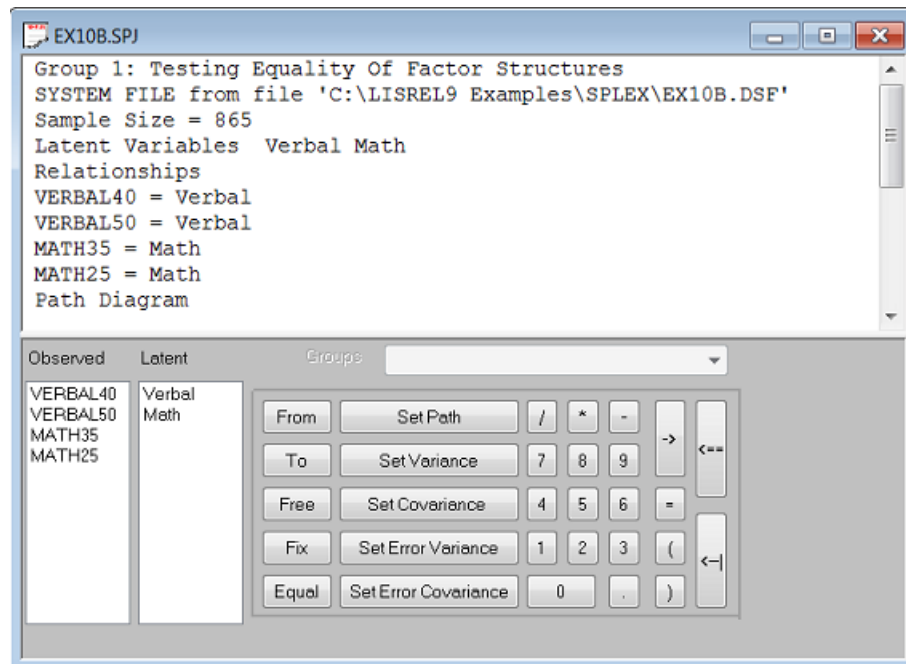 EX10B.SPJ
Group 1: Testing Equality Of Factor Structures
SYSTEM FILE from file 'C:\LISREL9 Examples\SPLEX\EX10B.DSF'
Sample Size = 865
Latent Variables  Verbal Math
Relationships
VERBAL40 = Verbal
VERBAL50 = Verbal
MATH35 = Math
MATH25 = Math
Path Diagram
Observed
Latent
Groups
VERBAL40
VERBAL50
MATH35
MATH25
Verbal
Math
From Set Path / * - -> <==
To Set Variance 7 8 9
Free Set Covariance 4 5 6 =
Fix Set Error Variance 1 2 3 ( <--|
Equal Set Error Covariance 0 . )